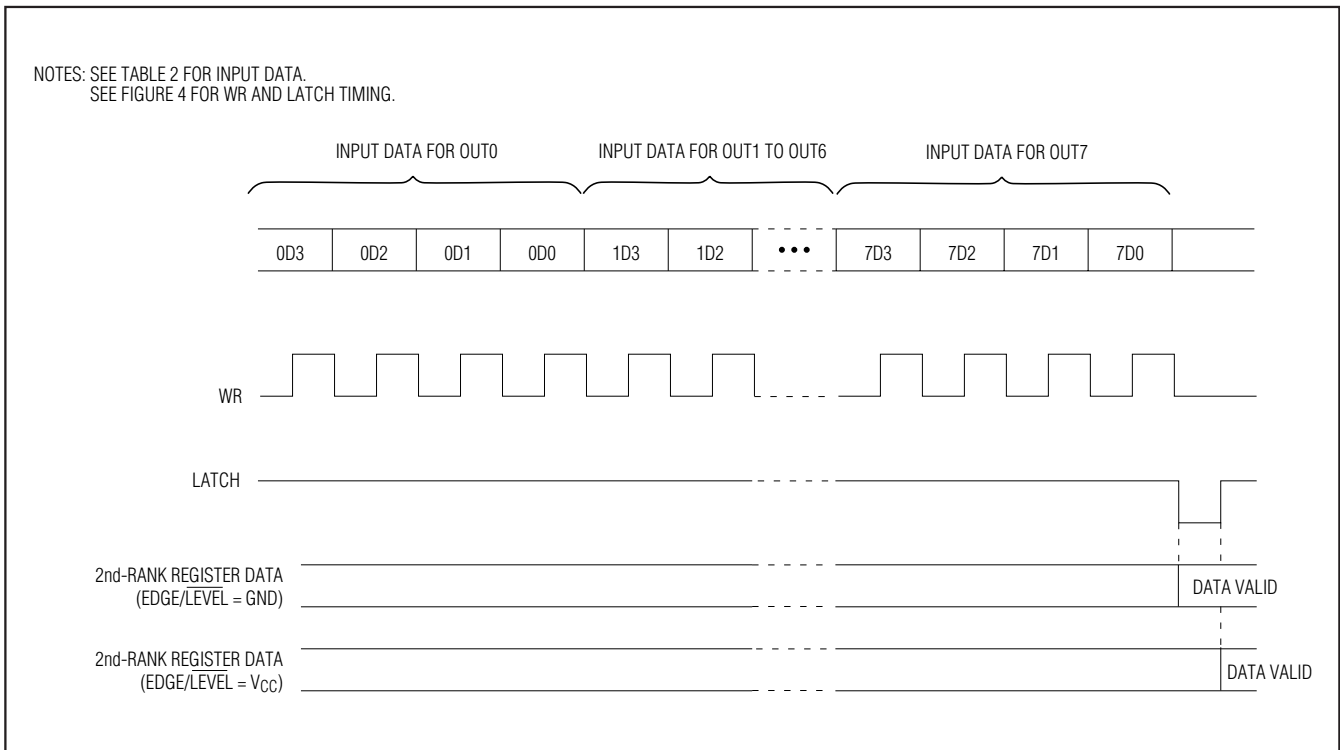 NOTES: SEE TABLE 2 FOR INPUT DATA.
SEE FIGURE 4 FOR WR AND LATCH TIMING.
INPUT DATA FOR OUT0
INPUT DATA FOR OUT1 TO OUT6
INPUT DATA FOR OUT7
0D3 0D2 0D1 0D0 1D3 1D2 ••• 7D3 7D2 7D1 7D0
WR
LATCH
2nd-RANK REGISTER DATA
(EDGE/L̅E̅V̅E̅L̅ = GND)
DATA VALID
2nd-RANK REGISTER DATA
(EDGE/L̅E̅V̅E̅L̅ = VCC)
DATA VALID